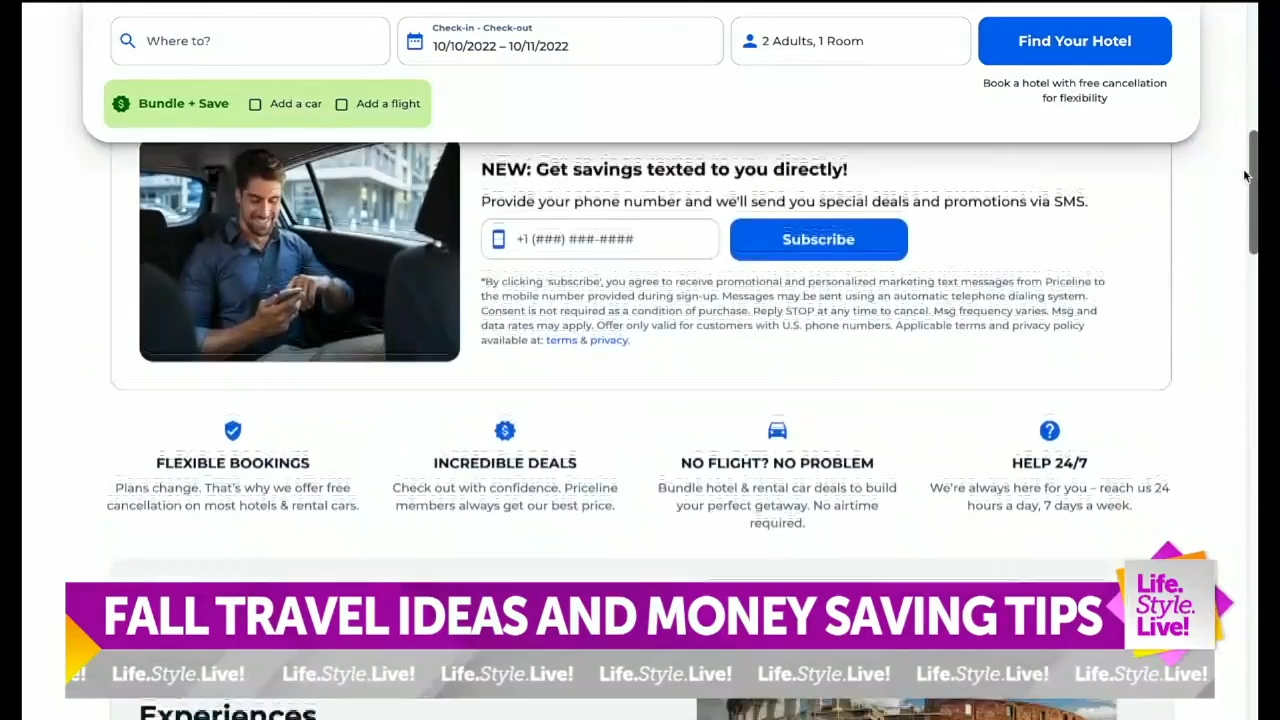 Where to?
Check-in - Check-out
10/10/2022 – 10/11/2022
2 Adults, 1 Room
Find Your Hotel
Book a hotel with free cancellation
for flexibility
Bundle + Save
Add a car
Add a flight
NEW: Get savings texted to you directly!
Provide your phone number and we'll send you special deals and promotions via SMS.
+1 (###) ###-####
Subscribe
*By clicking 'subscribe', you agree to receive promotional and personalized marketing text messages from Priceline to
the mobile number provided during sign-up. Messages may be sent using an automatic telephone dialing system.
Consent is not required as a condition of purchase. Reply STOP at any time to cancel. Msg frequency varies. Msg and
data rates may apply. Offer only valid for customers with U.S. phone numbers. Applicable terms and privacy policy
available at: terms & privacy.
FLEXIBLE BOOKINGS
Plans change. That's why we offer free
cancellation on most hotels & rental cars.
INCREDIBLE DEALS
Check out with confidence. Priceline
members always get our best price.
NO FLIGHT? NO PROBLEM
Bundle hotel & rental car deals to build
your perfect getaway. No airtime
required.
HELP 24/7
We're always here for you – reach us 24
hours a day, 7 days a week.
FALL TRAVEL IDEAS AND MONEY SAVING TIPS
Life.
Style.
Live!
e! Life.Style.Live! Life.Style.Live! Life.Style.Live! Life.Style.Live! Life.Style.Live! Life.Style.Live! Life.Style.Live!
Experiences